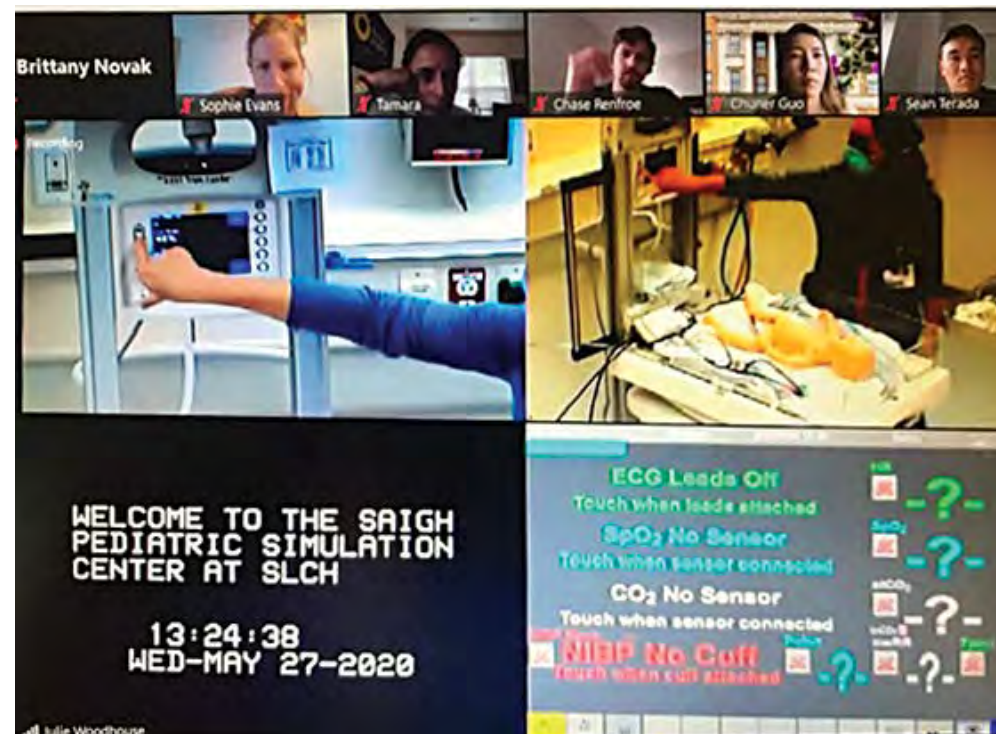 Brittany Novak
Sophie Evans
Tamara
Chase Renfroe
Chuner Guo
Sean Terada
Recording
WELCOME TO THE SAIGH
PEDIATRIC SIMULATION
CENTER AT SLCH
13:24:38
WED-MAY 27-2020
Julie Woodhouse
ECG Leads Off
Touch when leads attached
-?-
SpO₂ No Sensor
SpO₂
Touch when sensor connected
-?-
CO₂ No Sensor
Touch when sensor connected
-?-
NIBP No Cuff
Touch when cuff attached
-?-
-?-